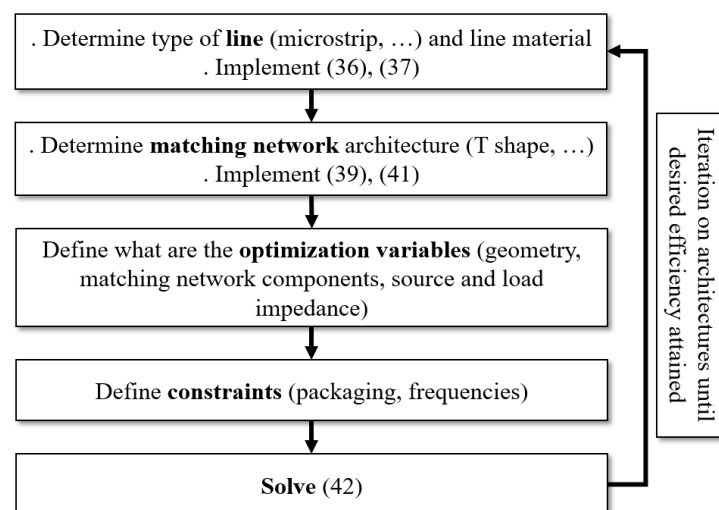 . Determine type of line (microstrip, …) and line material
. Implement (36), (37)
. Determine matching network architecture (T shape, …)
. Implement (39), (41)
Define what are the optimization variables (geometry,
matching network components, source and load
impedance)
Define constraints (packaging, frequencies)
Solve (42)
Iteration on architectures until
desired efficiency attained